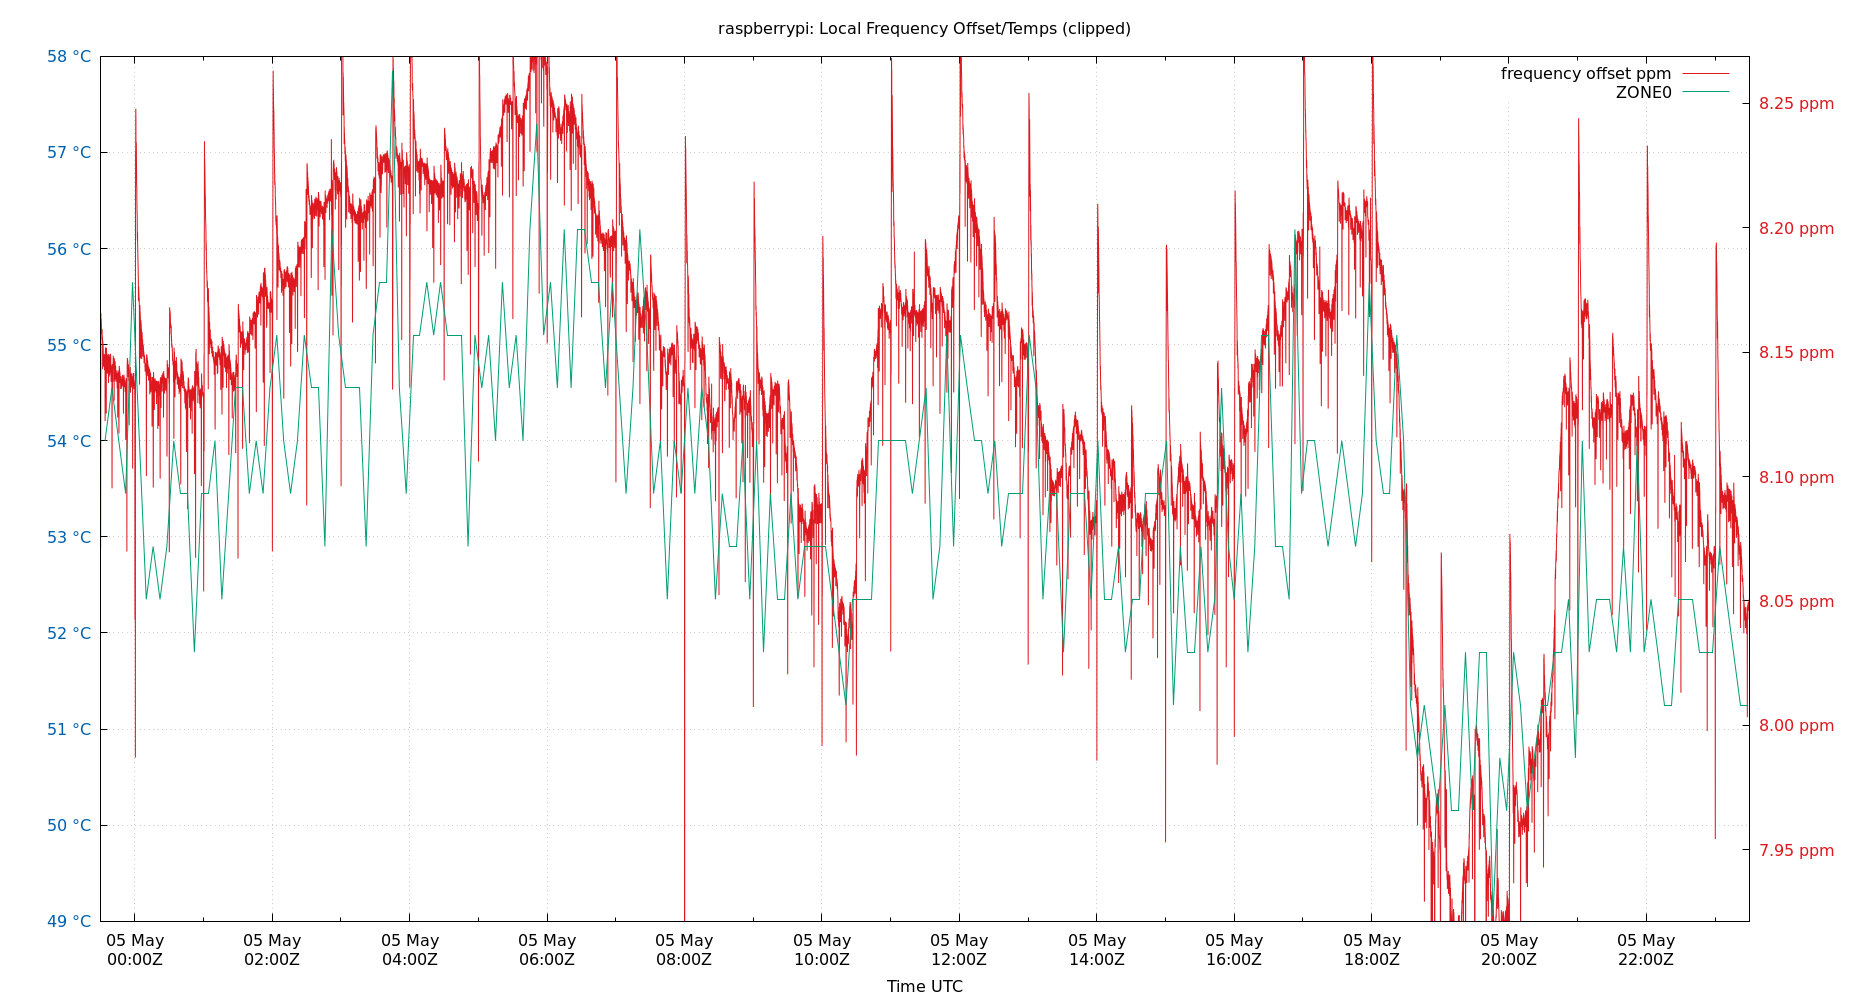 raspberrypi: Local Frequency Offset/Temps (clipped)
58 °C
57 °C
56 °C
55 °C
54 °C
53 °C
52 °C
51 °C
50 °C
49 °C
frequency offset ppm
ZONE0
8.25 ppm
8.20 ppm
8.15 ppm
8.10 ppm
8.05 ppm
8.00 ppm
7.95 ppm
05 May
00:00Z
05 May
02:00Z
05 May
04:00Z
05 May
06:00Z
05 May
08:00Z
05 May
10:00Z
05 May
12:00Z
05 May
14:00Z
05 May
16:00Z
05 May
18:00Z
05 May
20:00Z
05 May
22:00Z
Time UTC